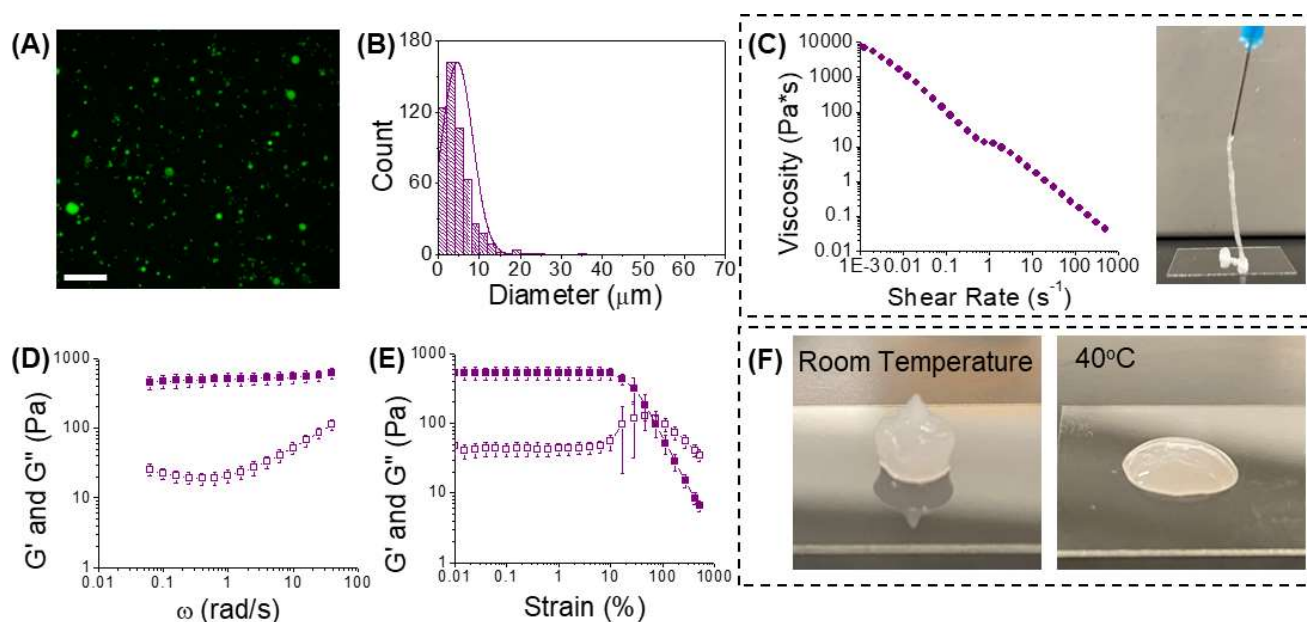 (A)
(B)
180
120
60
0
Count
0 10 20 30 40 50 60 70
Diameter (μm)
(C)
10000
1000
100
10
1
0.1
0.01
Viscosity (Pa*s)
1E-3 0.01 0.1 1 10 100 1000
Shear Rate (s⁻¹)
(D)
1000
100
10
1
G' and G" (Pa)
0.01 0.1 1 10 100
ω (rad/s)
(E)
1000
100
10
1
G' and G" (Pa)
0.01 0.1 1 10 100 1000
Strain (%)
(F)
Room Temperature
40°C